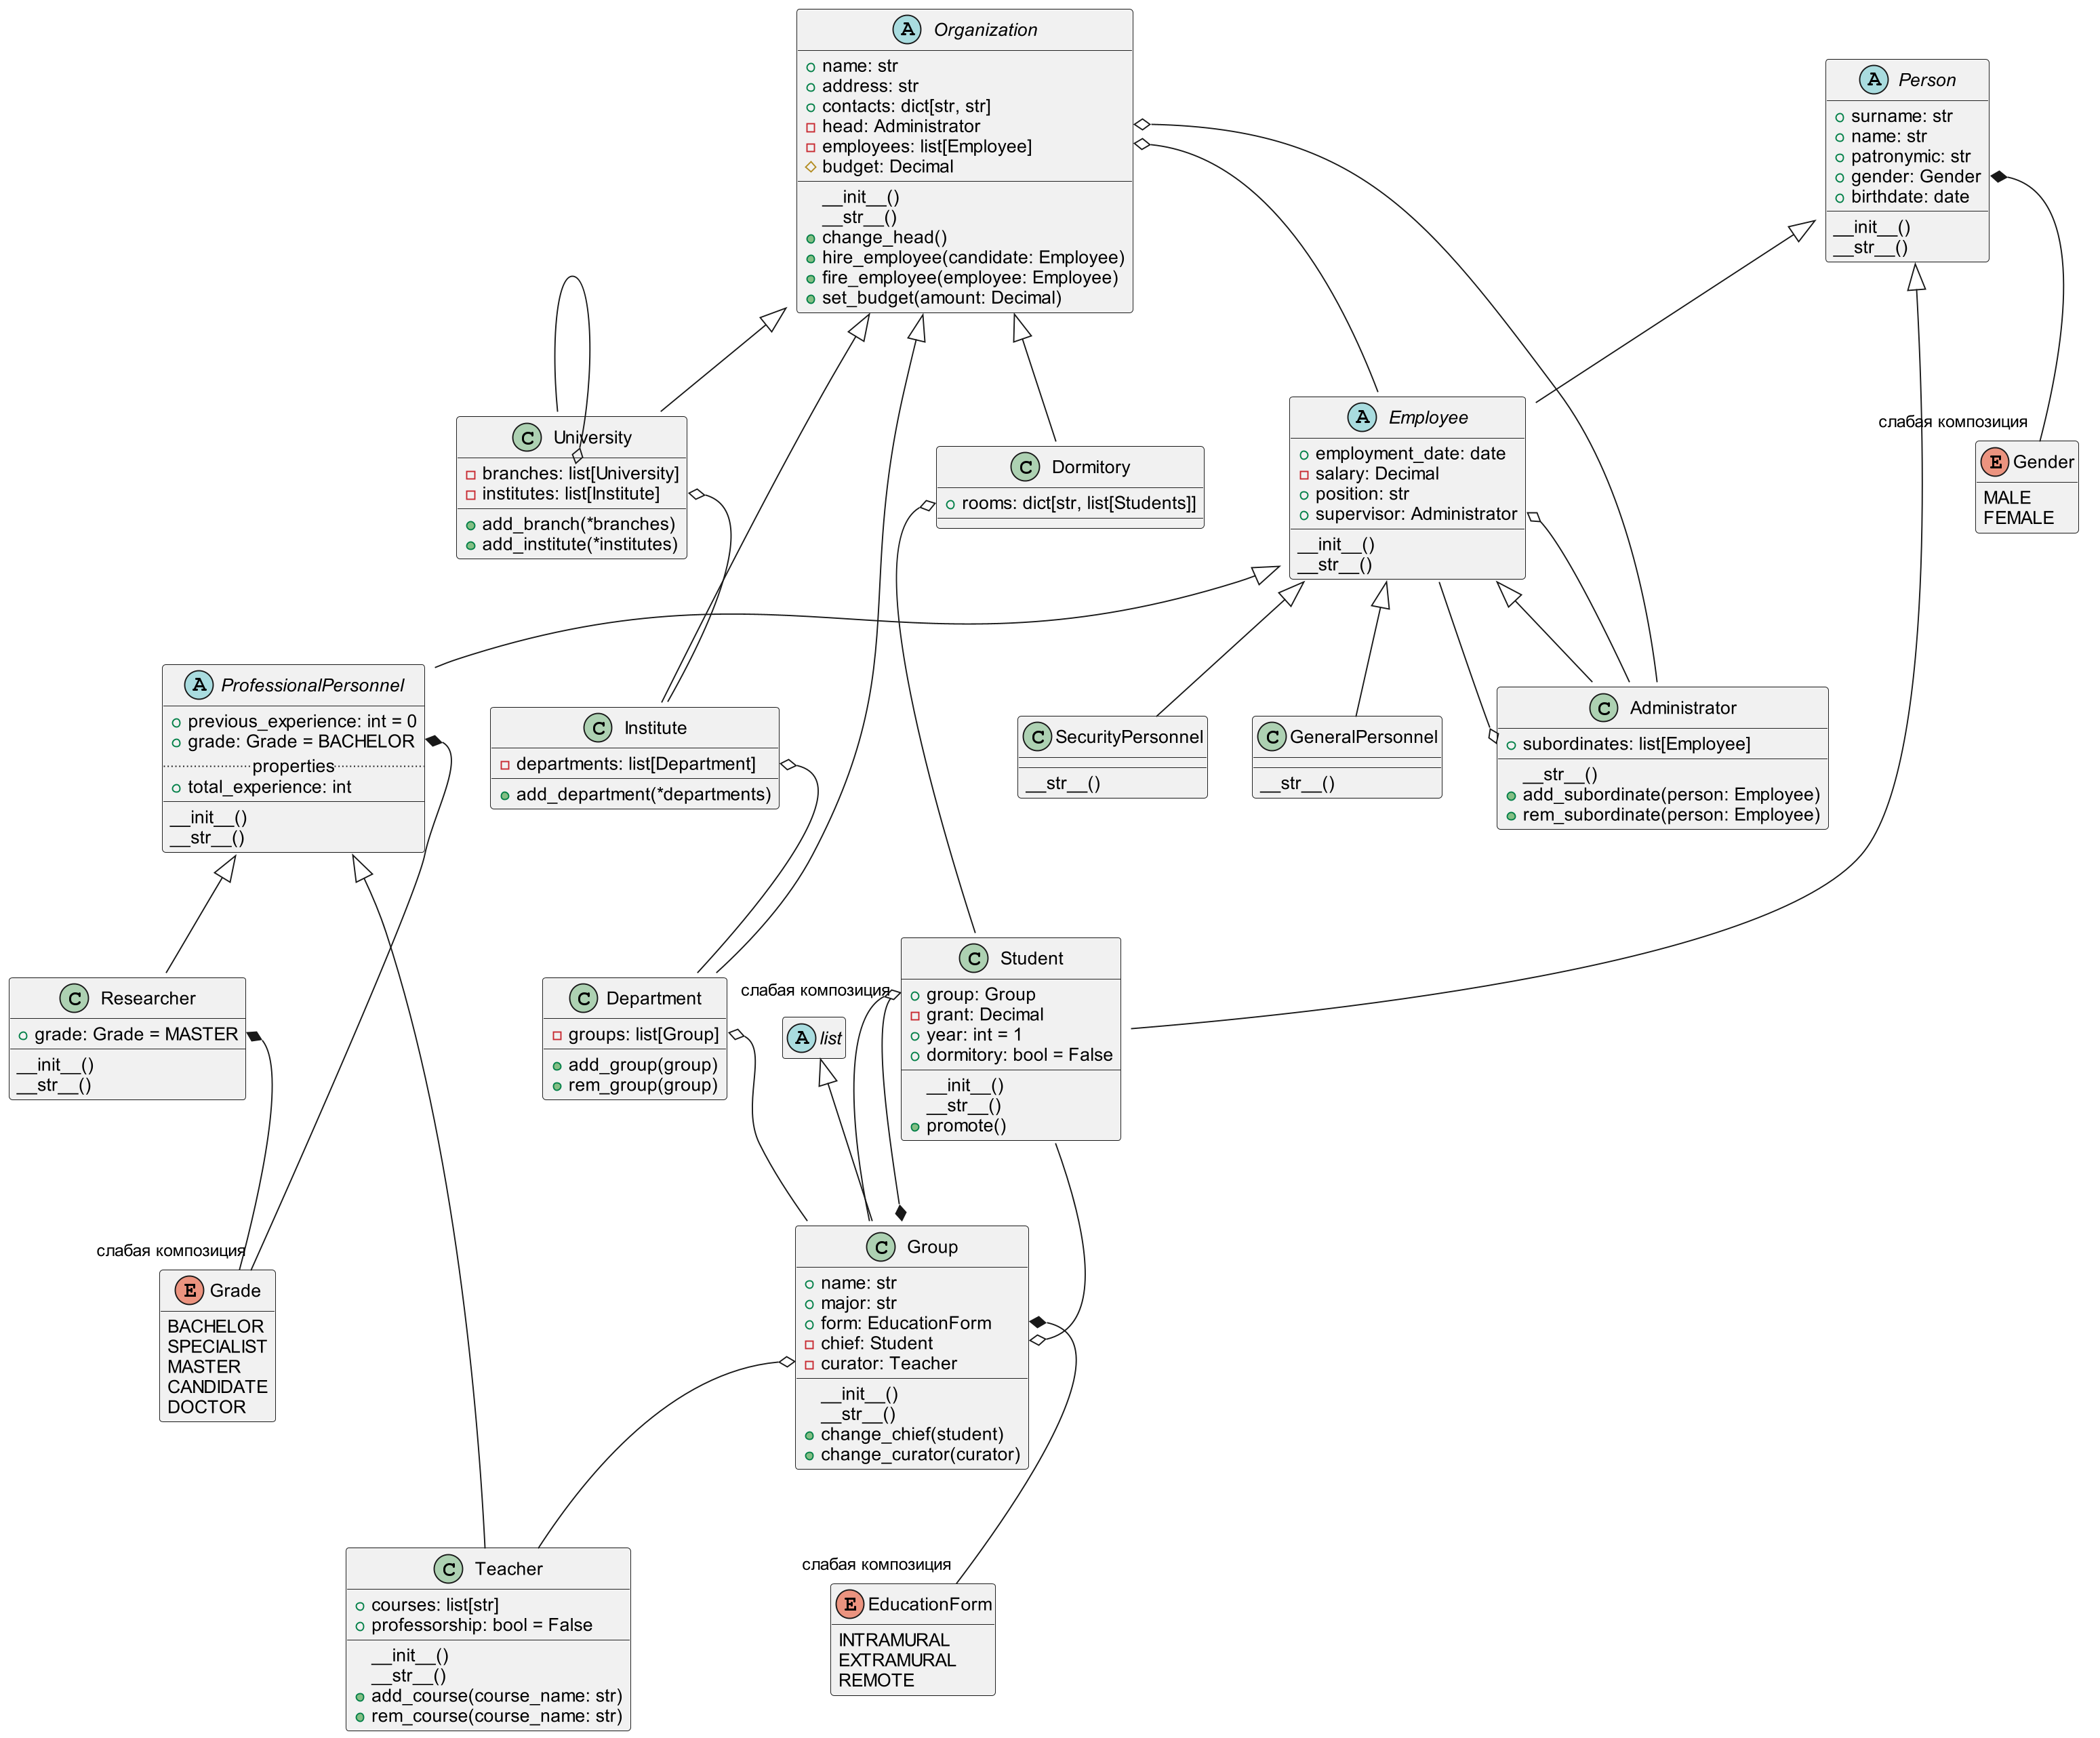 Organization
name: str
address: str
contacts: dict[str, str]
head: Administrator
employees: list[Employee]
budget: Decimal
__init__()
__str__()
change_head()
hire_employee(candidate: Employee)
fire_employee(employee: Employee)
set_budget(amount: Decimal)
Person
surname: str
name: str
patronymic: str
gender: Gender
birthdate: date
__init__()
__str__()
University
branches: list[University]
institutes: list[Institute]
add_branch(*branches)
add_institute(*institutes)
Dormitory
rooms: dict[str, list[Students]]
Employee
employment_date: date
salary: Decimal
position: str
supervisor: Administrator
__init__()
__str__()
слабая композиция
Gender
MALE
FEMALE
ProfessionalPersonnel
previous_experience: int = 0
grade: Grade = BACHELOR
properties
total_experience: int
__init__()
__str__()
Institute
departments: list[Department]
add_department(*departments)
SecurityPersonnel
__str__()
GeneralPersonnel
__str__()
Administrator
subordinates: list[Employee]
__str__()
add_subordinate(person: Employee)
rem_subordinate(person: Employee)
Researcher
grade: Grade = MASTER
__init__()
__str__()
Department
groups: list[Group]
add_group(group)
rem_group(group)
слабая композиция
list
Student
group: Group
grant: Decimal
year: int = 1
dormitory: bool = False
__init__()
__str__()
promote()
слабая композиция
Grade
BACHELOR
SPECIALIST
MASTER
CANDIDATE
DOCTOR
Group
name: str
major: str
form: EducationForm
chief: Student
curator: Teacher
__init__()
__str__()
change_chief(student)
change_curator(curator)
Teacher
courses: list[str]
professorship: bool = False
__init__()
__str__()
add_course(course_name: str)
rem_course(course_name: str)
слабая композиция
EducationForm
INTRAMURAL
EXTRAMURAL
REMOTE